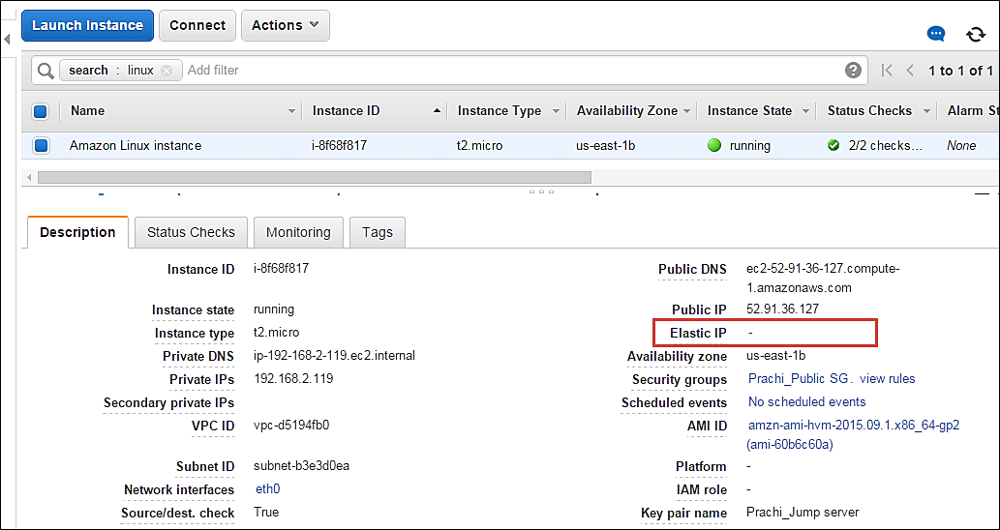 Launch Instance Connect Actions
search : linux Add filter 1 to 1 of 1
Name Instance ID Instance Type Availability Zone Instance State Status Checks Alarm St
Amazon Linux instance i-8f68f817 t2.micro us-east-1b running 2/2 checks... None
Description Status Checks Monitoring Tags
Instance ID i-8f68f817 Public DNS ec2-52-91-36-127.compute-
1.amazonaws.com
Instance state running Public IP 52.91.36.127
Instance type t2.micro Elastic IP -
Private DNS ip-192-168-2-119.ec2.internal Availability zone us-east-1b
Private IPs 192.168.2.119 Security groups Prachi_Public SG. view rules
Secondary private IPs Scheduled events No scheduled events
VPC ID vpc-d5194fb0 AMI ID amzn-ami-hvm-2015.09.1.x86_64-gp2
(ami-60b6c60a)
Subnet ID subnet-b3e3d0ea Platform -
Network interfaces eth0 IAM role -
Source/dest. check True Key pair name Prachi_Jump server